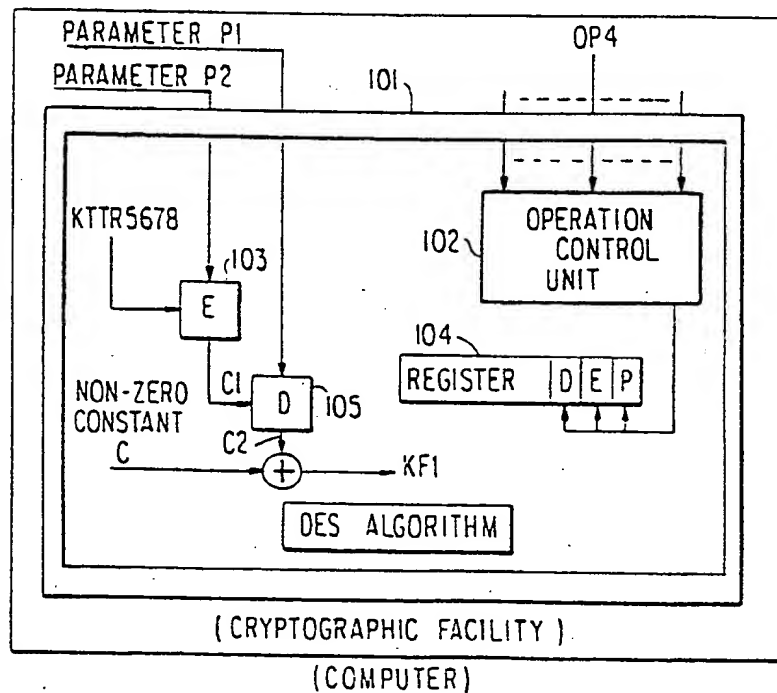 PARAMETER P1
OP4
PARAMETER P2
101
KTTR5678
OPERATION
CONTROL
UNIT
102
103
E
104
REGISTER D E P
C1
D
105
NON-ZERO
CONSTANT
C
C2
+
KF1
DES ALGORITHM
(CRYPTOGRAPHIC FACILITY)
(COMPUTER)